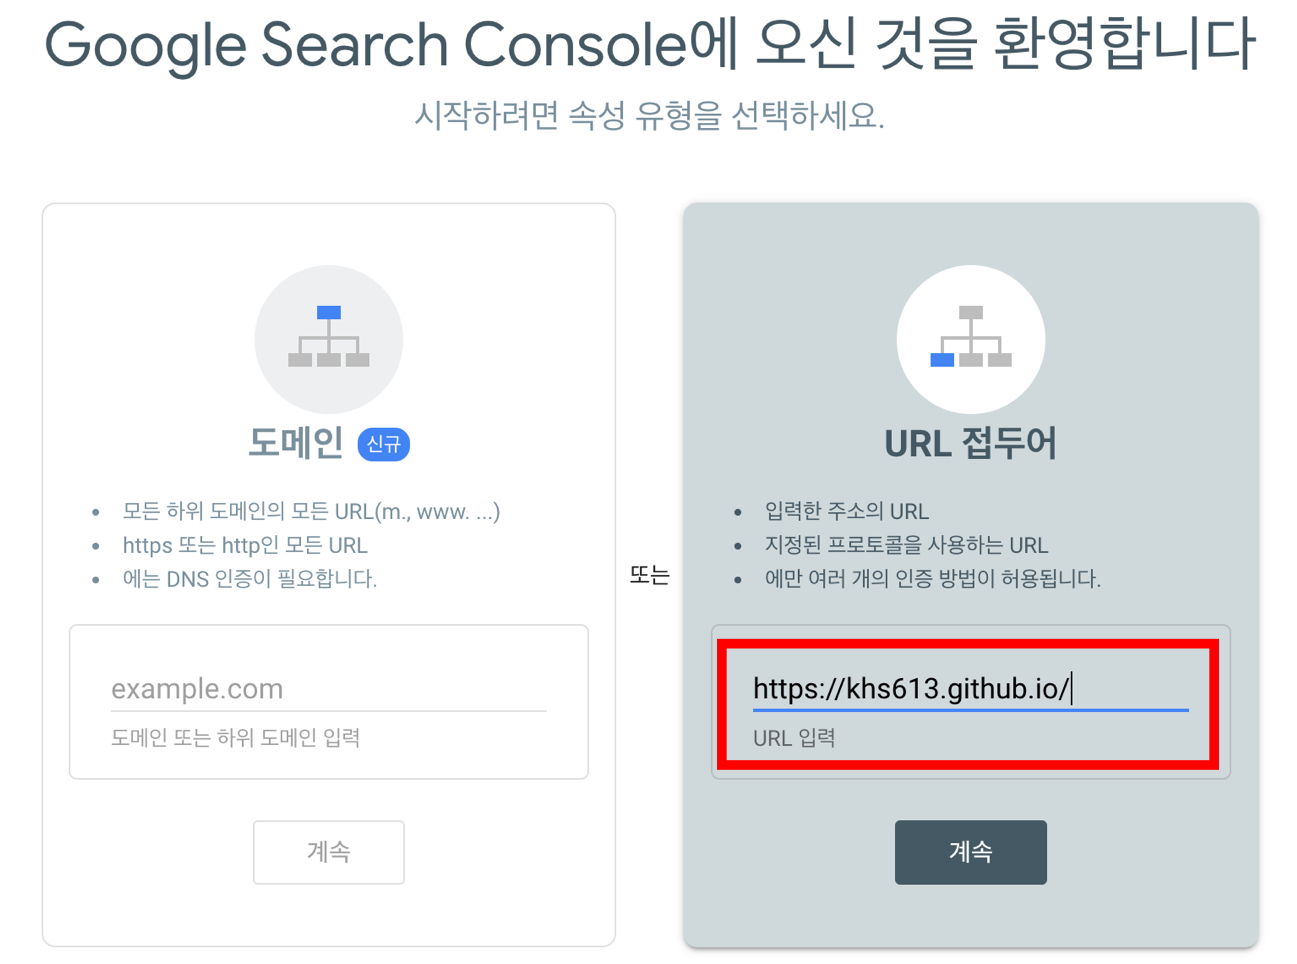 Google Search Console에 오신 것을 환영합니다
시작하려면 속성 유형을 선택하세요.
도메인 신규
• 모든 하위 도메인의 모든 URL(m., www. ...)
• https 또는 http인 모든 URL
• 에는 DNS 인증이 필요합니다.
example.com
도메인 또는 하위 도메인 입력
계속
또는
URL 접두어
• 입력한 주소의 URL
• 지정된 프로토콜을 사용하는 URL
• 에만 여러 개의 인증 방법이 허용됩니다.
https://khs613.github.io/
URL 입력
계속